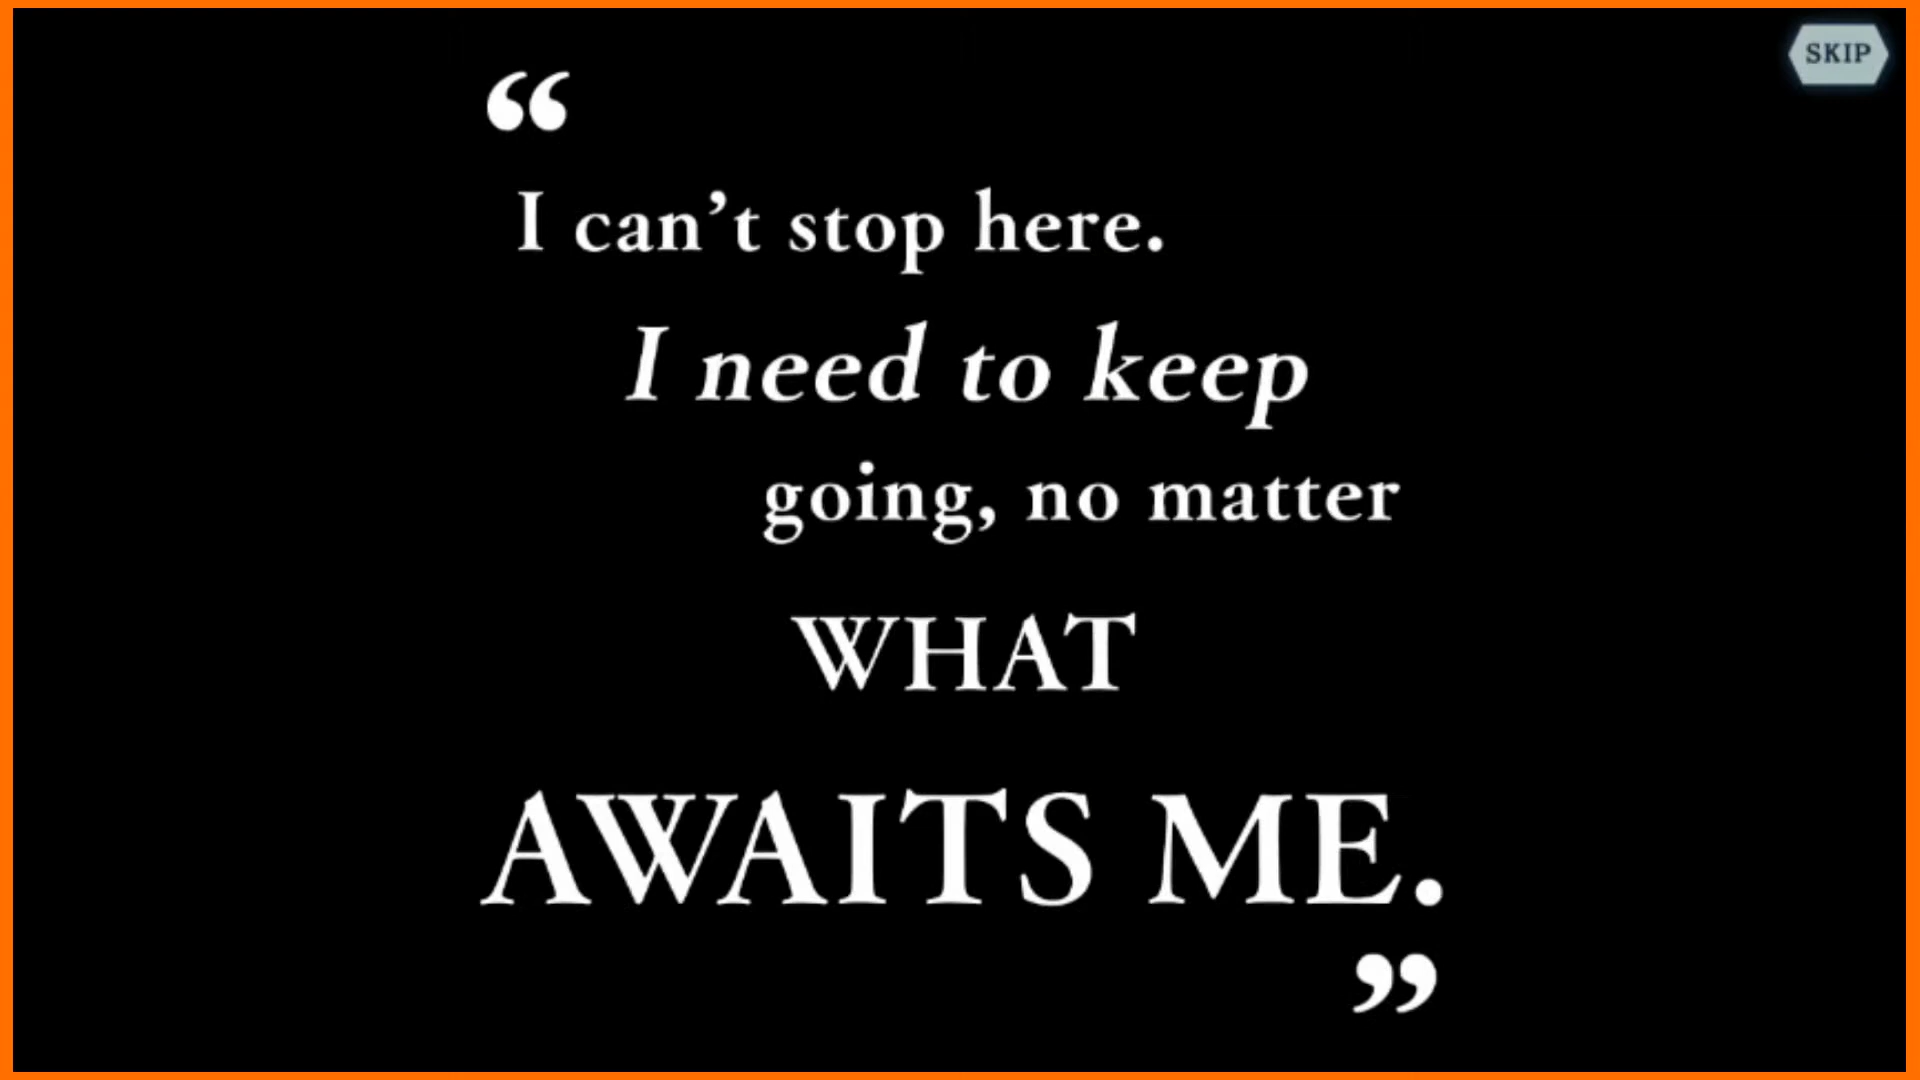 SKIP
“
I can’t stop here.
I need to keep
going, no matter
WHAT
AWAITS ME.
”